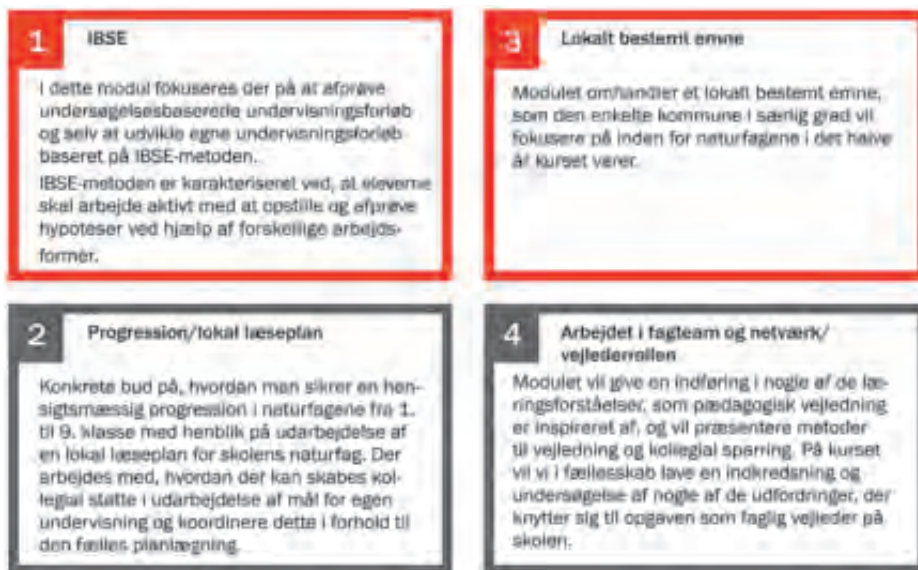 1 IBSE
I dette modul fokuseres der på at afprøve
undersøgelsesbaserede undervisningsforløb
og selv at udvikle egne undervisningsforløb
baseret på IBSE-metoden.
IBSE-metoden er karakteriseret ved, at eleverne
skal arbejde aktivt med at opstille og afprøve
hypoteser ved hjælp af forskellige arbejds-
former.
2 Progression/lokal læseplan
Konkrete bud på, hvordan man sikrer en hen-
sigtsmæssig progression i naturfagene fra 1.
til 9. klasse med henblik på udarbejdelse af
en lokal læseplan for skolens naturfag. Der
arbejdes med, hvordan der kan skabes kol-
legial støtte i udarbejdelse af mål for egen
undervisning og koordinere dette i forhold til
den fælles planlægning.
3 Lokalt bestemt emne
Modulet omhandler et lokalt bestemt emne,
som den enkelte kommune i særlig grad vil
fokusere på inden for naturfagene i det halve
år kurset varer.
4 Arbejdet i fagteam og netværk/
vejlederrollen
Modulet vil give en indføring i nogle af de læ-
ringsforståelser, som pædagogisk vejledning
er inspireret af, og vil præsentere metoder
til vejledning og kollegial sparring. På kurset
vil vi i fællesskab lave en indkredsning og
undersøgelse af nogle af de udfordringer, der
knytter sig til opgaven som faglig vejleder på
skolen.